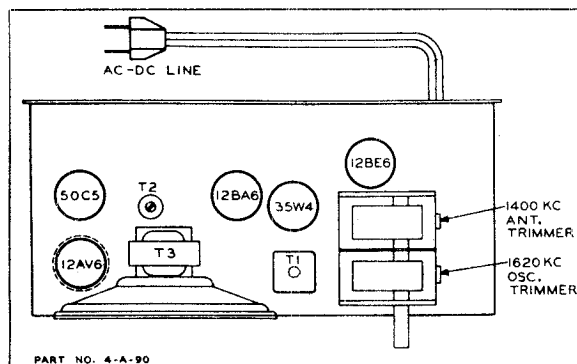 AC-DC LINE
12BE6
50C5
T2
12BA6
35W4
1400 KC
ANT.
TRIMMER
12AV6
T3
T1
1620 KC
OSC.
TRIMMER
PART NO. 4-A-90